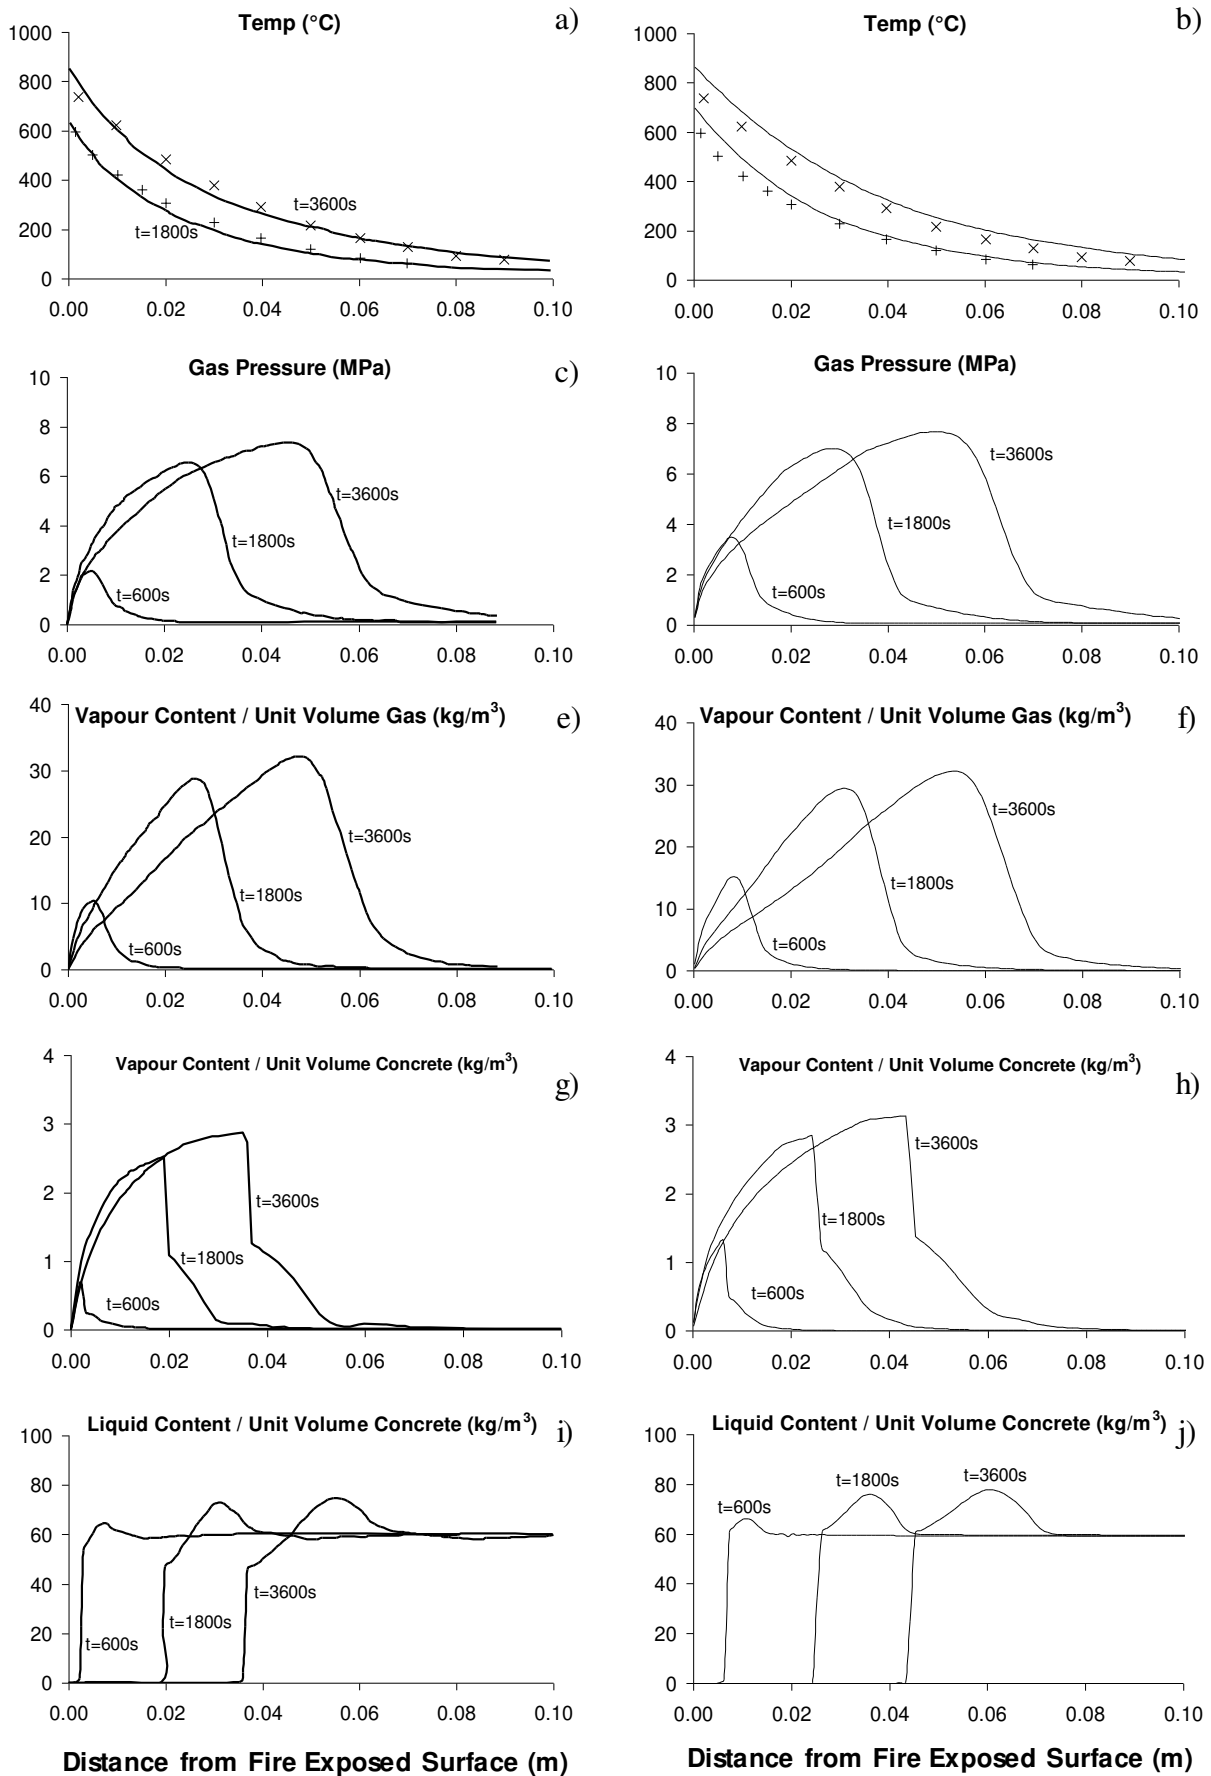 Temp (°C)
a)
1000
800
600
400
200
0
t=3600s
t=1800s
0.00 0.02 0.04 0.06 0.08 0.10
Temp (°C)
b)
1000
800
600
400
200
0
0.00 0.02 0.04 0.06 0.08 0.10
Gas Pressure (MPa)
c)
10
8
6
4
2
0
t=3600s
t=1800s
t=600s
0.00 0.02 0.04 0.06 0.08 0.10
Gas Pressure (MPa)
d)
10
8
6
4
2
0
t=3600s
t=1800s
t=600s
0.00 0.02 0.04 0.06 0.08 0.10
Vapour Content / Unit Volume Gas (kg/m³)
e)
40
30
20
10
0
t=3600s
t=1800s
t=600s
0.00 0.02 0.04 0.06 0.08 0.10
Vapour Content / Unit Volume Gas (kg/m³)
f)
40
30
20
10
0
t=3600s
t=1800s
t=600s
0.00 0.02 0.04 0.06 0.08 0.10
Vapour Content / Unit Volume Concrete (kg/m³)
g)
4
3
2
1
0
t=3600s
t=1800s
t=600s
0.00 0.02 0.04 0.06 0.08 0.10
Vapour Content / Unit Volume Concrete (kg/m³)
h)
4
3
2
1
0
t=3600s
t=1800s
t=600s
0.00 0.02 0.04 0.06 0.08 0.10
Liquid Content / Unit Volume Concrete (kg/m³)
i)
100
80
60
40
20
0
t=3600s
t=1800s
t=600s
0.00 0.02 0.04 0.06 0.08 0.10
Distance from Fire Exposed Surface (m)
Liquid Content / Unit Volume Concrete (kg/m³)
j)
100
80
60
40
20
0
t=600s
t=1800s
t=3600s
0.00 0.02 0.04 0.06 0.08 0.10
Distance from Fire Exposed Surface (m)